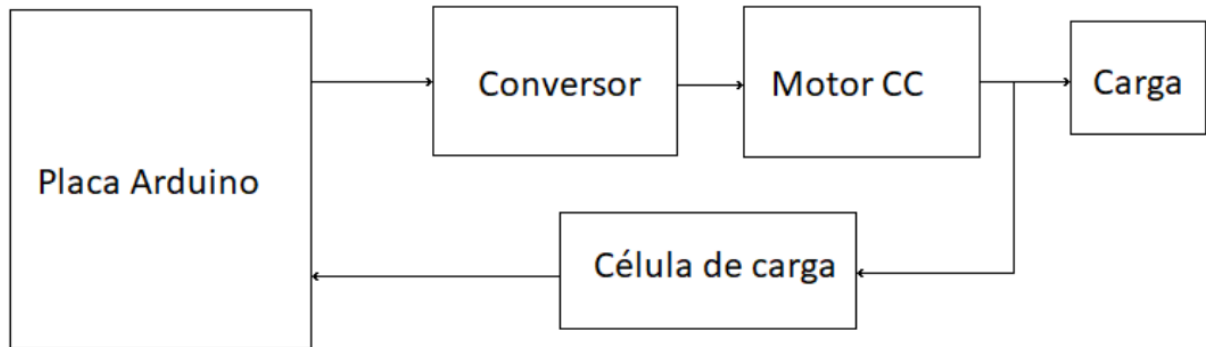 Placa Arduino
Conversor
Motor CC
Carga
Célula de carga